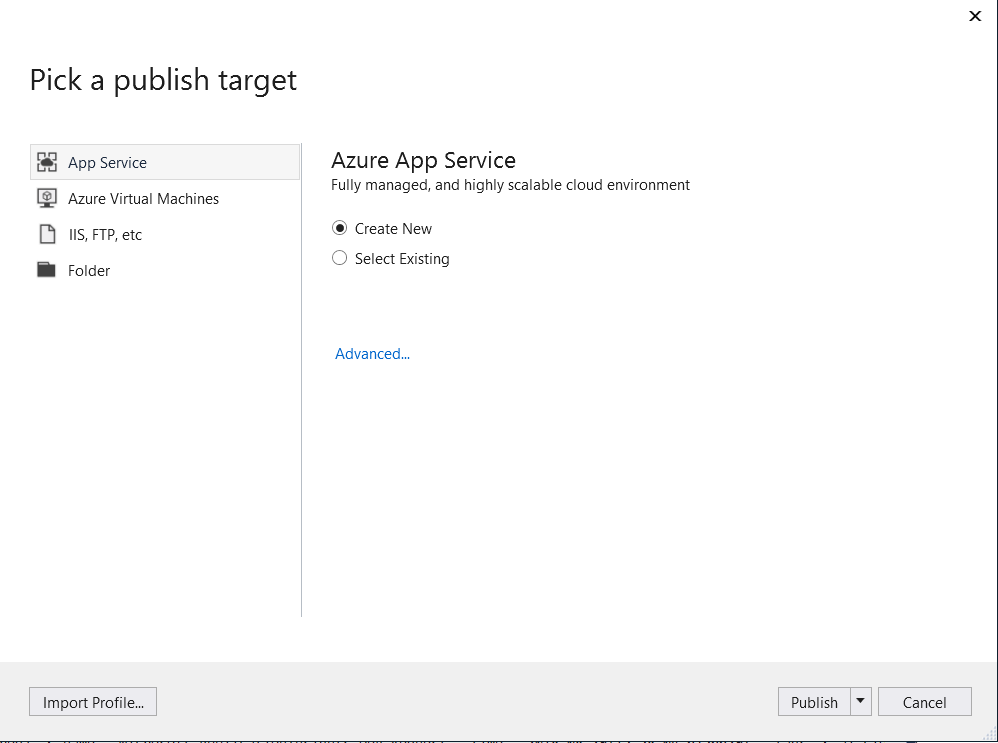 Pick a publish target
App Service
Azure Virtual Machines
IIS, FTP, etc
Folder
Azure App Service
Fully managed, and highly scalable cloud environment
Create New
Select Existing
Advanced...
Import Profile...
Publish
Cancel